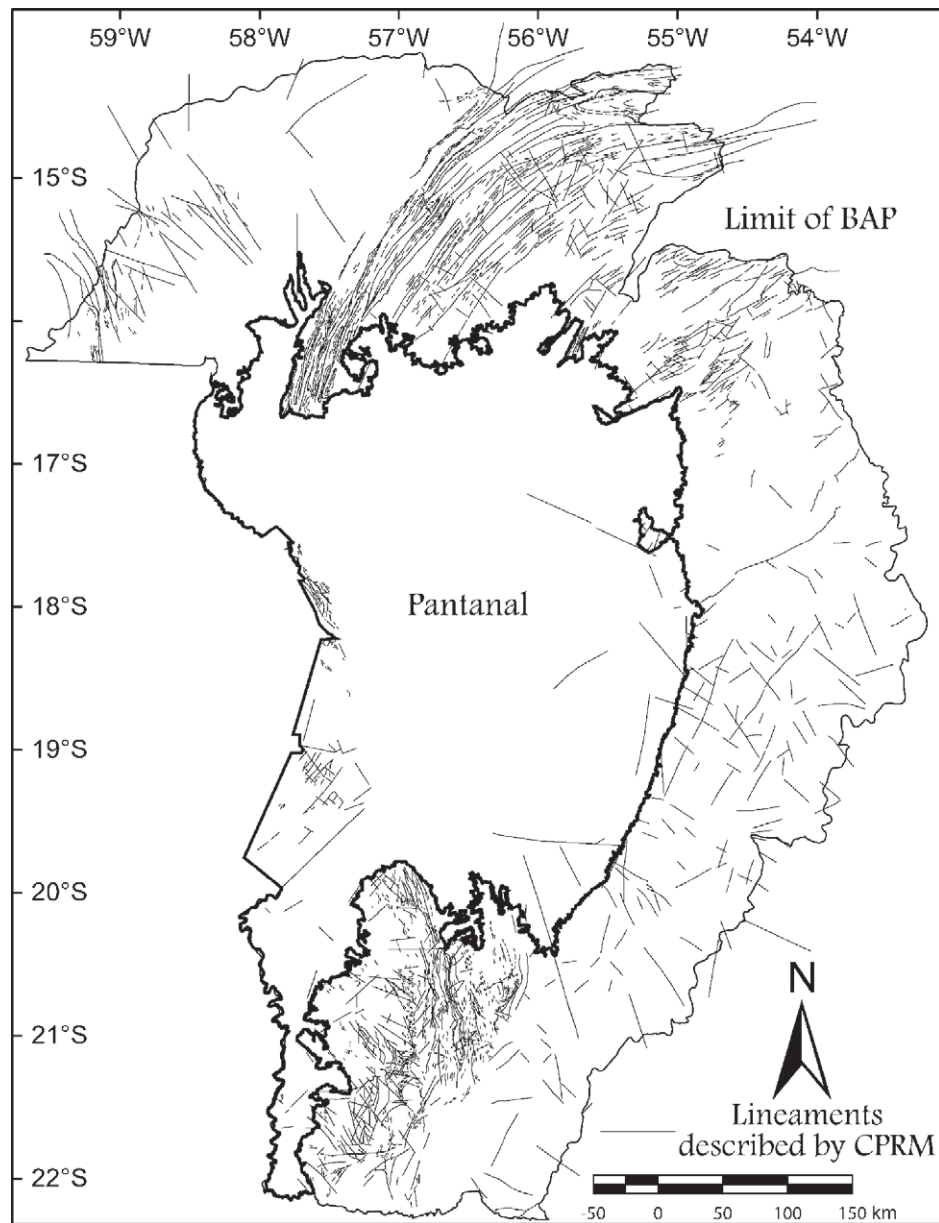 59°W 58°W 57°W 56°W 55°W 54°W
15°S
Limit of BAP
17°S
Pantanal
18°S
19°S
20°S
N
21°S
Lineaments
described by CPRM
22°S
-50 0 50 100 150 km